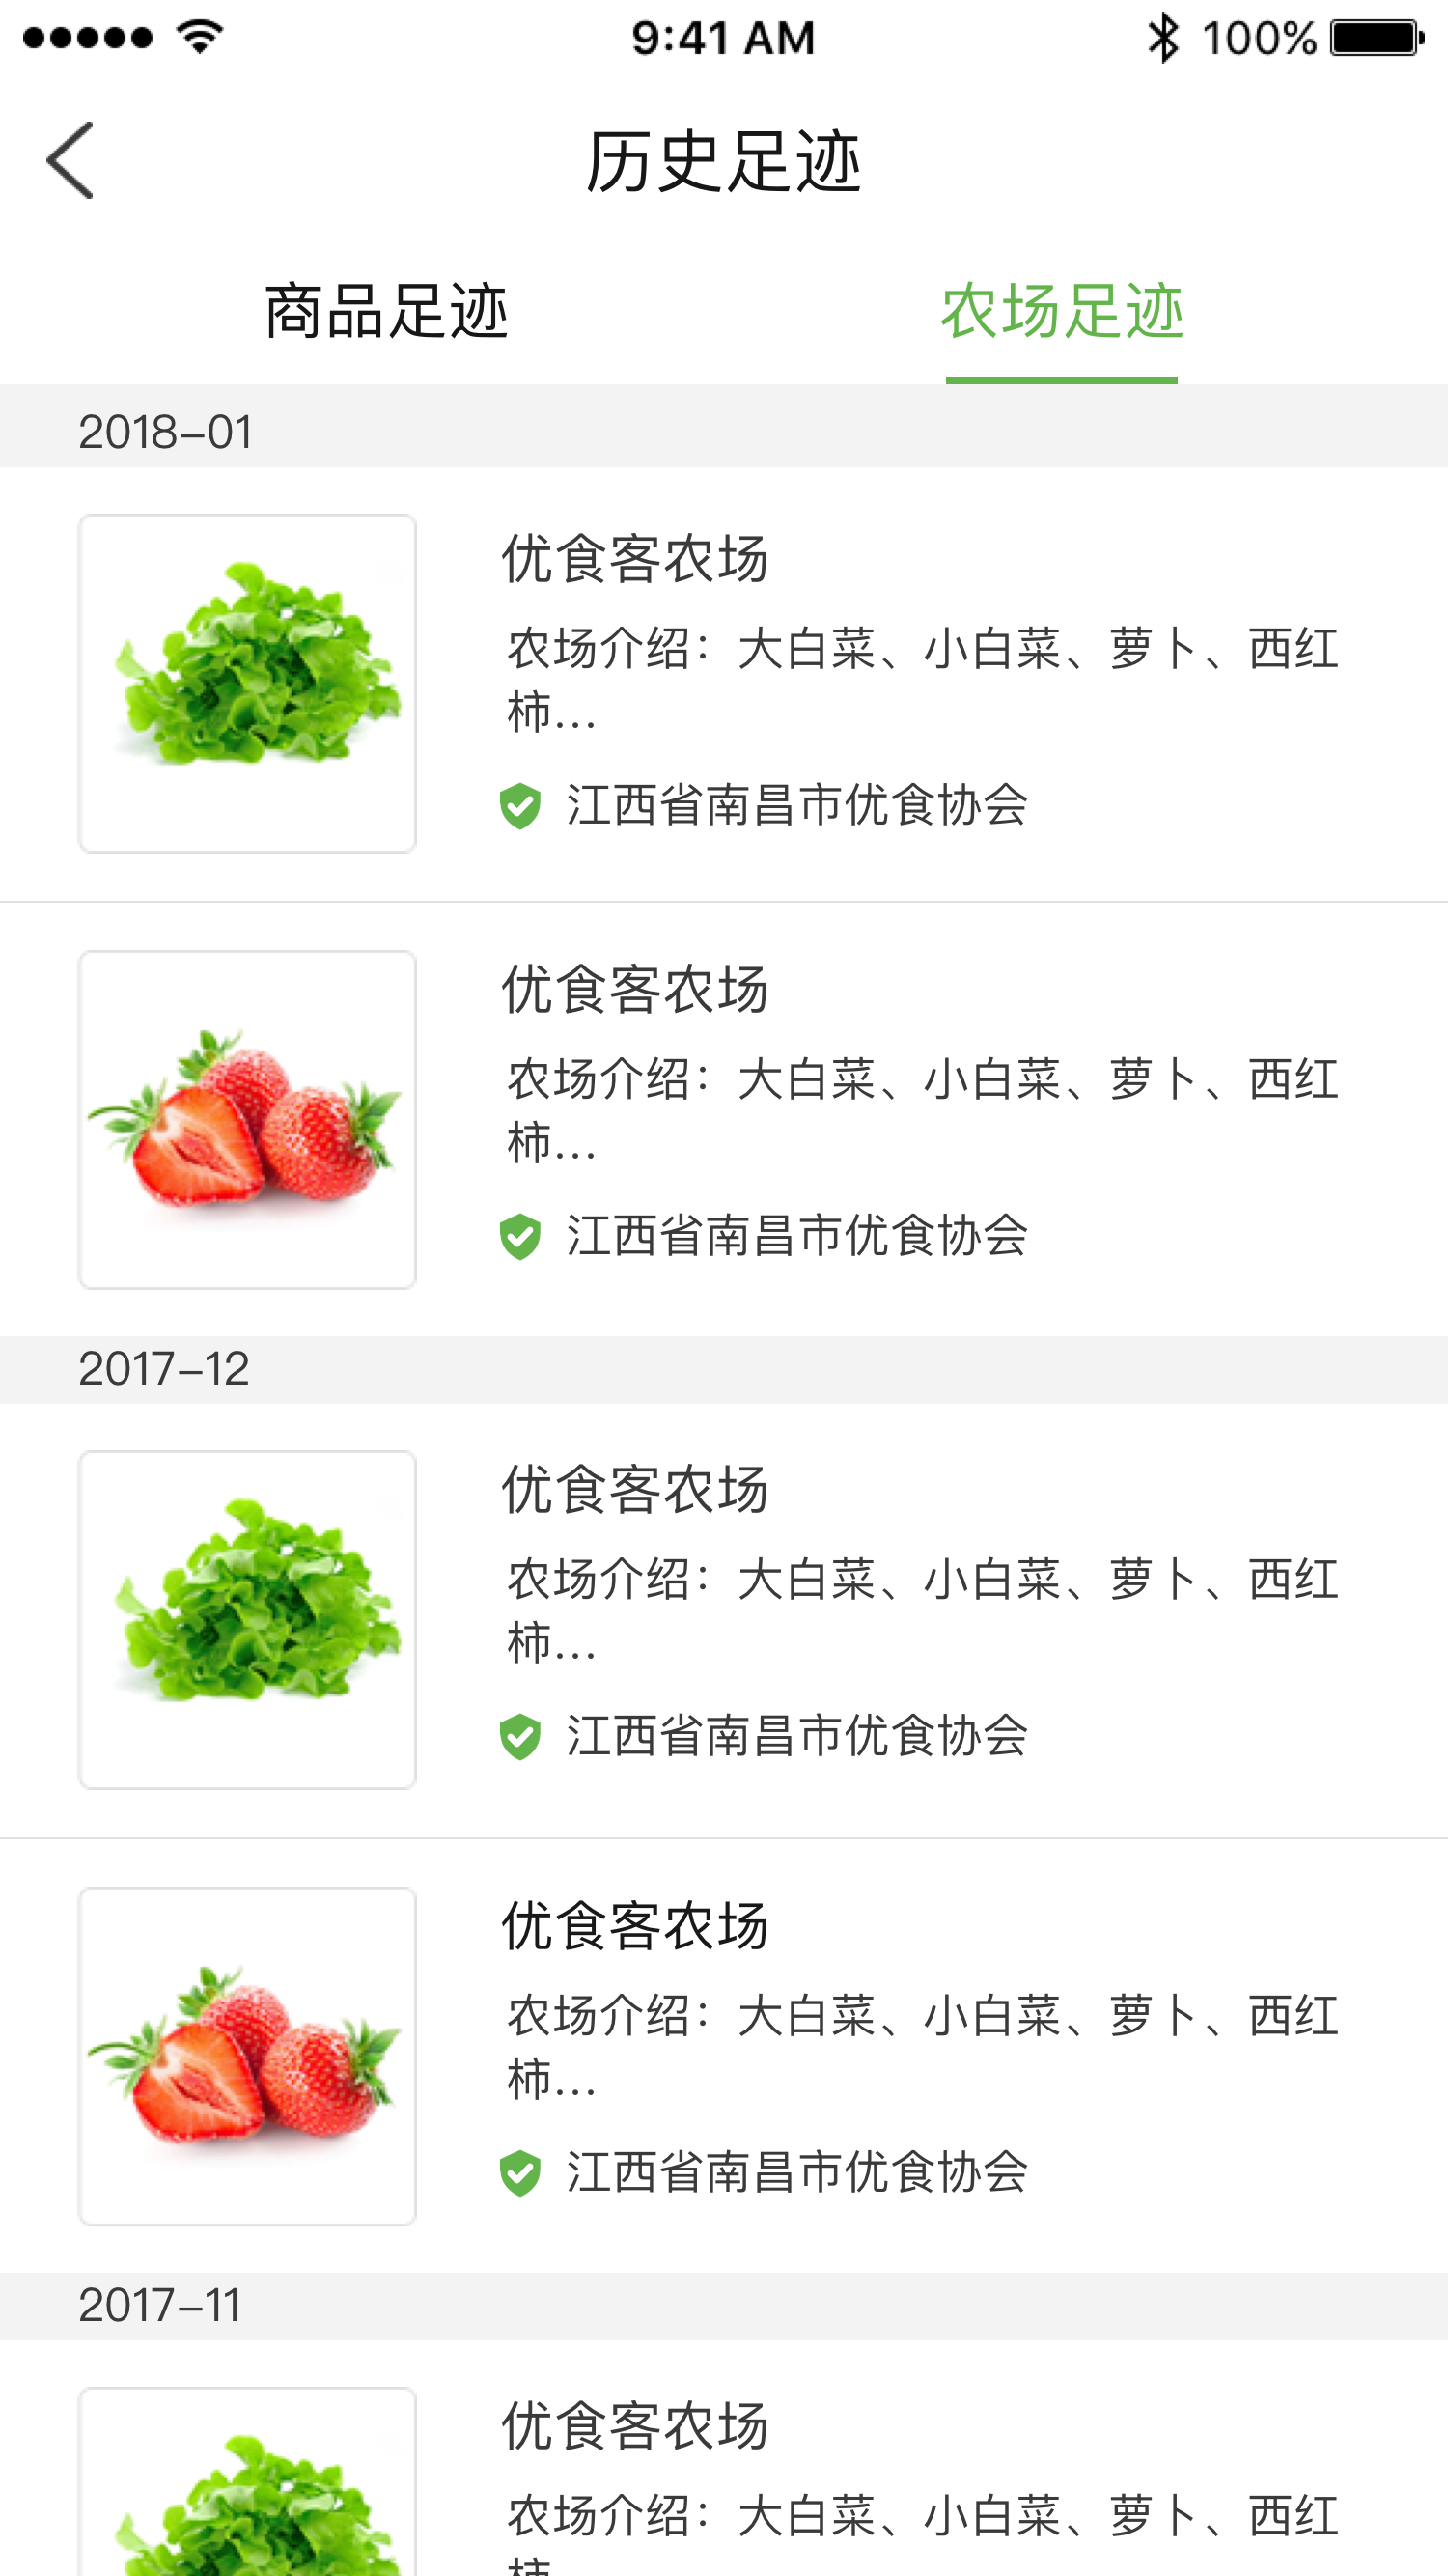 9:41 AM
100%
历史足迹
商品足迹
农场足迹
2018-01
优食客农场
农场介绍：大白菜、小白菜、萝卜、西红
柿...
江西省南昌市优食协会
优食客农场
农场介绍：大白菜、小白菜、萝卜、西红
柿...
江西省南昌市优食协会
2017-12
优食客农场
农场介绍：大白菜、小白菜、萝卜、西红
柿...
江西省南昌市优食协会
优食客农场
农场介绍：大白菜、小白菜、萝卜、西红
柿...
江西省南昌市优食协会
2017-11
优食客农场
农场介绍：大白菜、小白菜、萝卜、西红